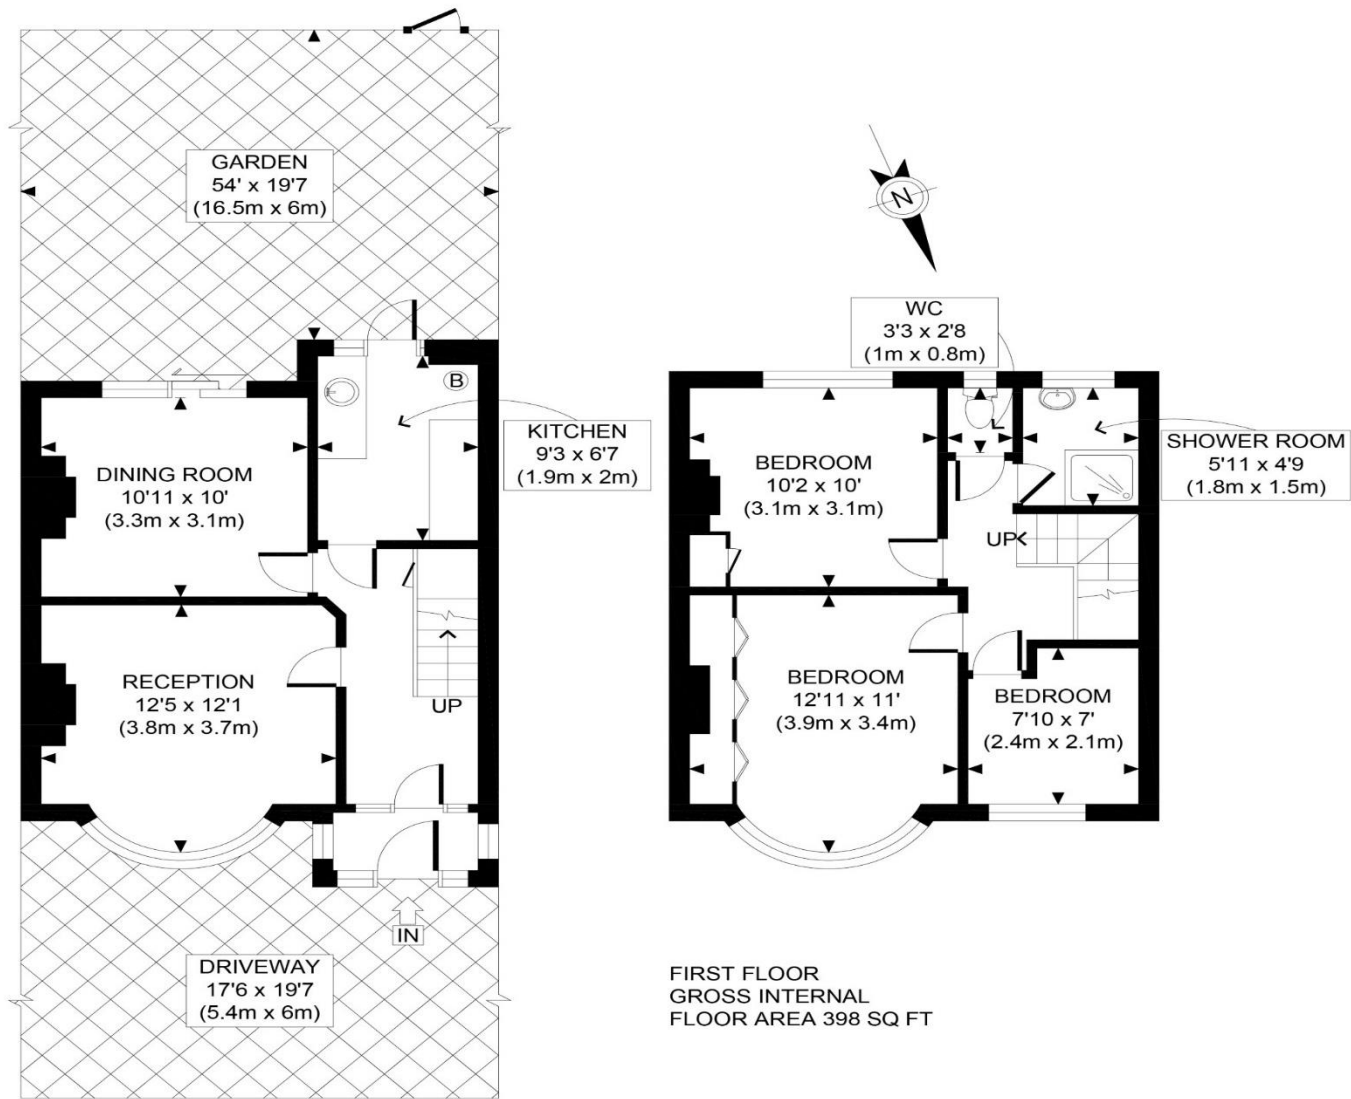 GARDEN
54' x 19'7
(16.5m x 6m)
N
WC
3'3 x 2'8
(1m x 0.8m)
B
KITCHEN
9'3 x 6'7
(1.9m x 2m)
DINING ROOM
10'11 x 10'
(3.3m x 3.1m)
BEDROOM
10'2 x 10'
(3.1m x 3.1m)
SHOWER ROOM
5'11 x 4'9
(1.8m x 1.5m)
UP
RECEPTION
12'5 x 12'1
(3.8m x 3.7m)
UP
BEDROOM
12'11 x 11'
(3.9m x 3.4m)
BEDROOM
7'10 x 7'
(2.4m x 2.1m)
IN
DRIVEWAY
17'6 x 19'7
(5.4m x 6m)
FIRST FLOOR
GROSS INTERNAL
FLOOR AREA 398 SQ FT